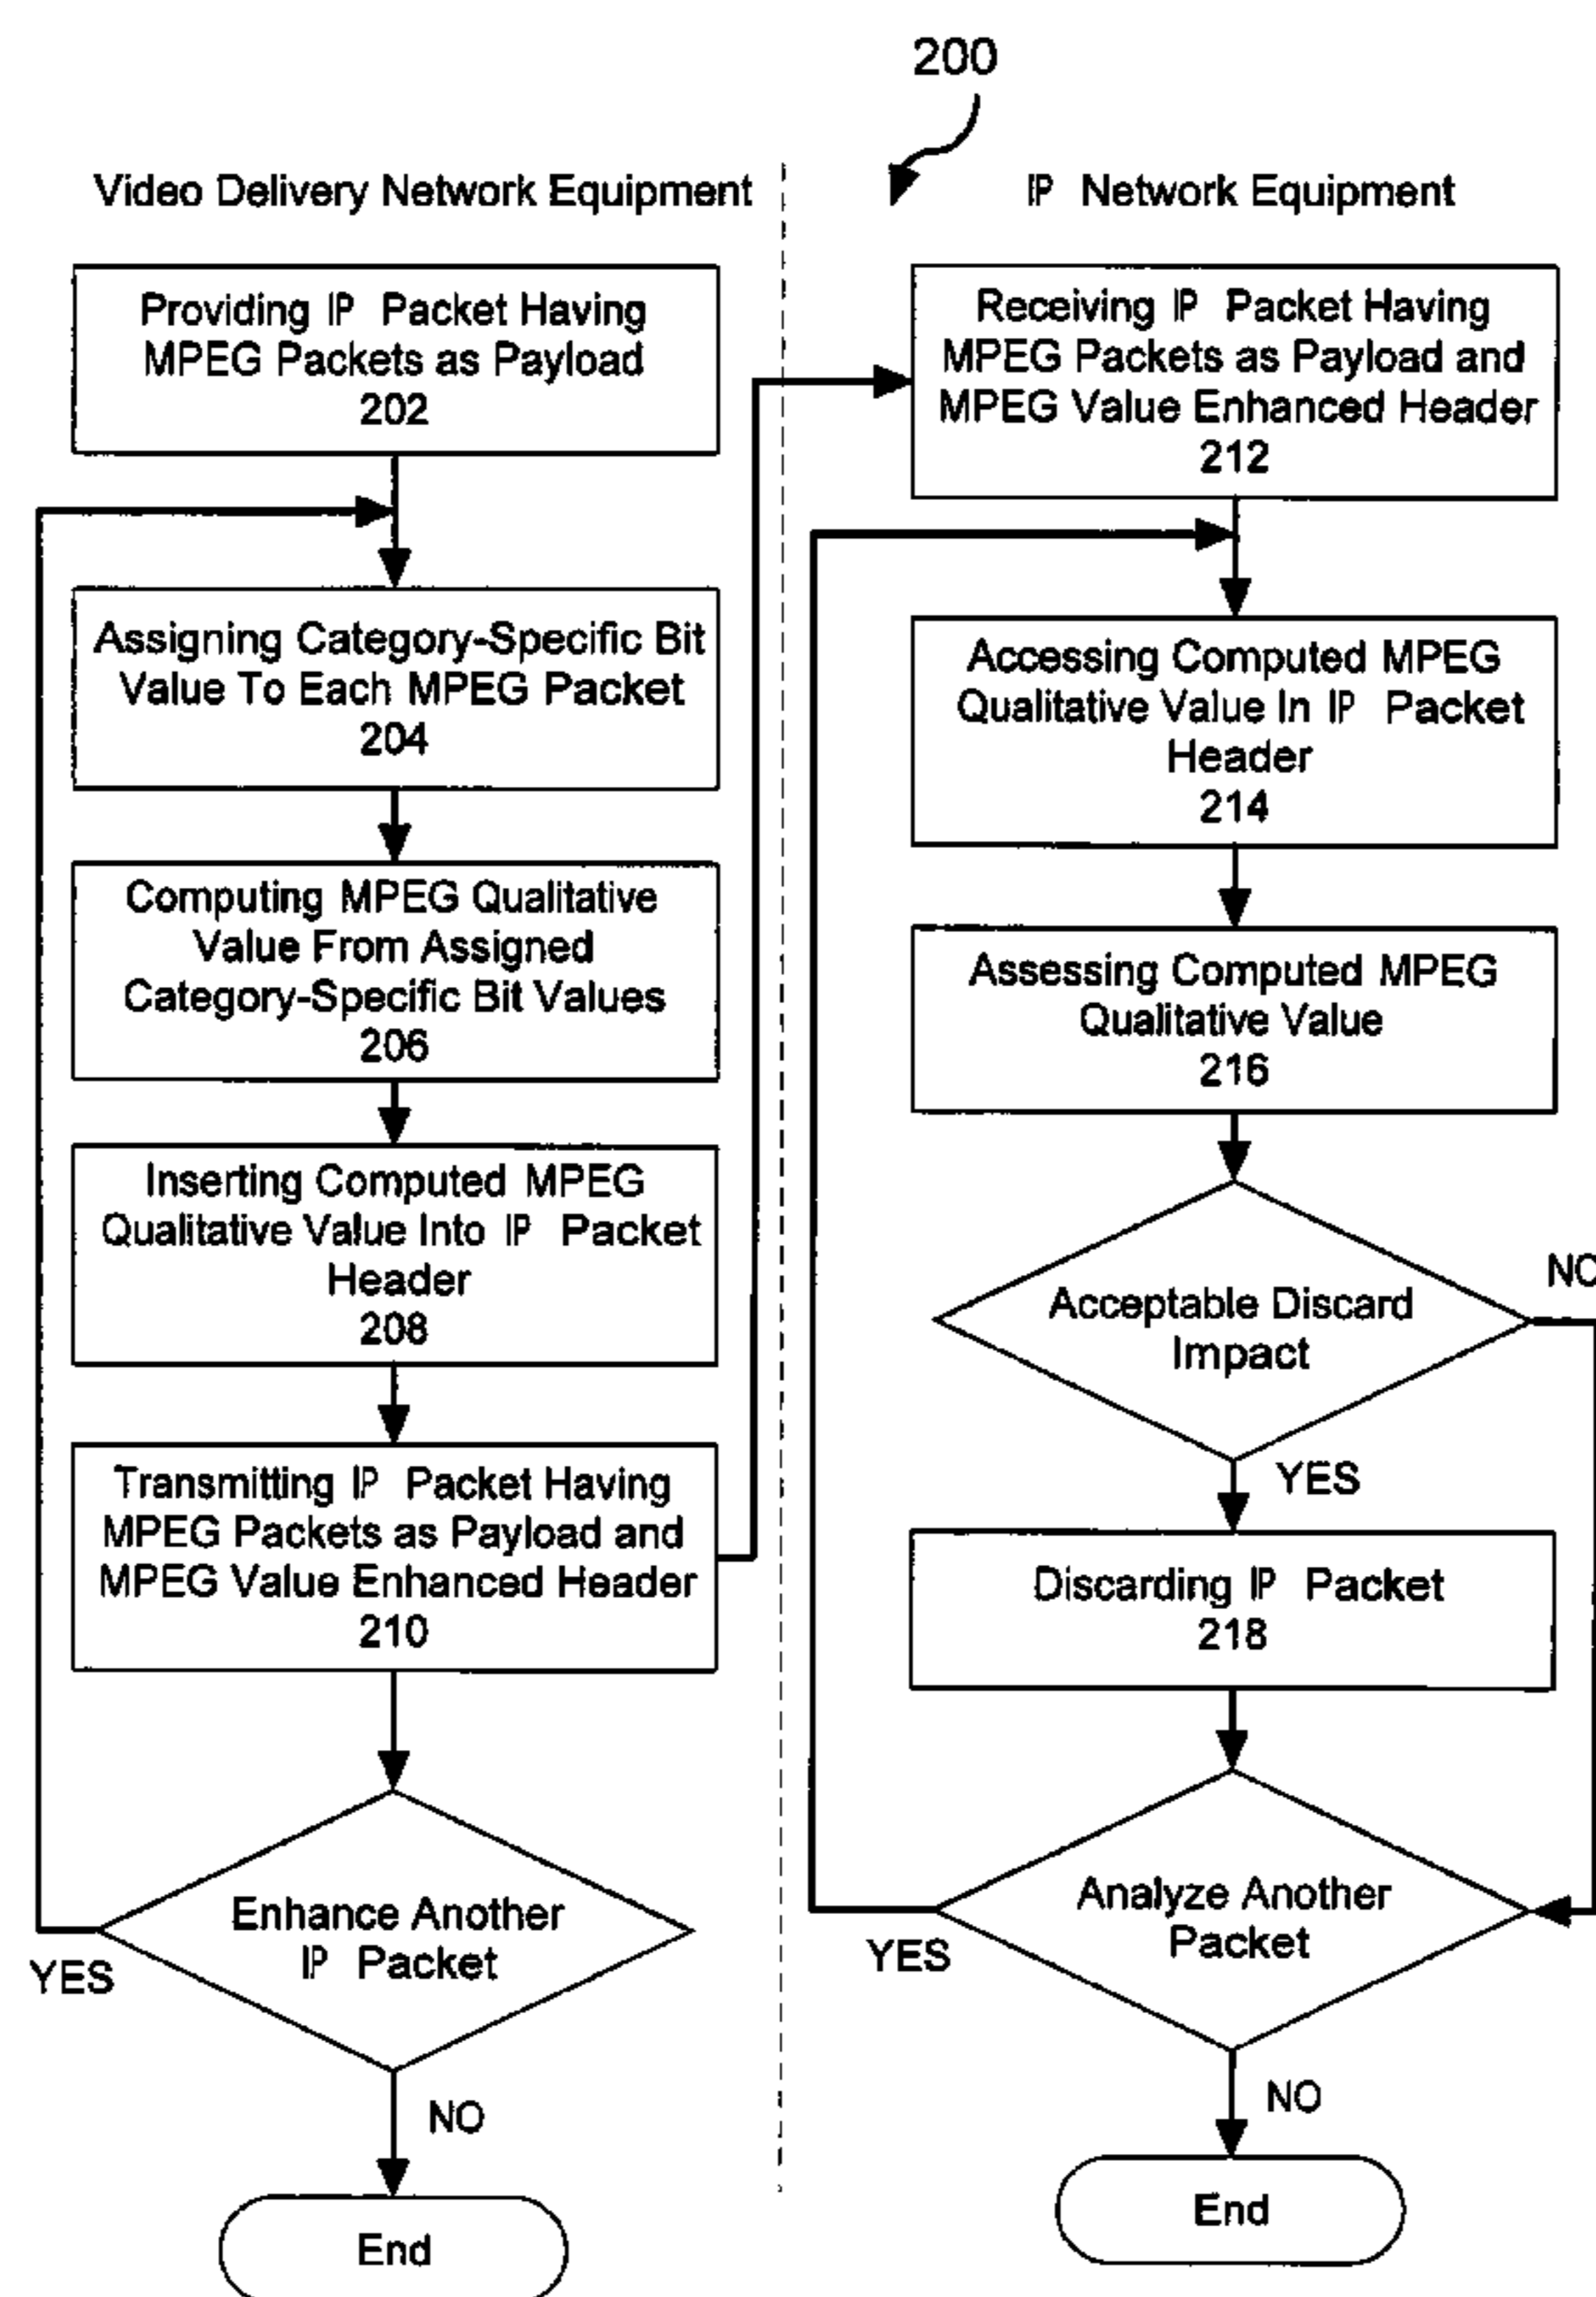 200
Video Delivery Network Equipment
Providing IP Packet Having
MPEG Packets as Payload
202
Assigning Category-Specific Bit
Value To Each MPEG Packet
204
Computing MPEG Qualitative
Value From Assigned
Category-Specific Bit Values
206
Inserting Computed MPEG
Qualitative Value Into IP Packet
Header
208
Transmitting IP Packet Having
MPEG Packets as Payload and
MPEG Value Enhanced Header
210
Enhance Another
IP Packet
YES
NO
End
IP Network Equipment
Receiving IP Packet Having
MPEG Packets as Payload and
MPEG Value Enhanced Header
212
Accessing Computed MPEG
Qualitative Value In IP Packet
Header
214
Assessing Computed MPEG
Qualitative Value
216
Acceptable Discard
Impact
NO
YES
Discarding IP Packet
218
Analyze Another
Packet
YES
NO
End